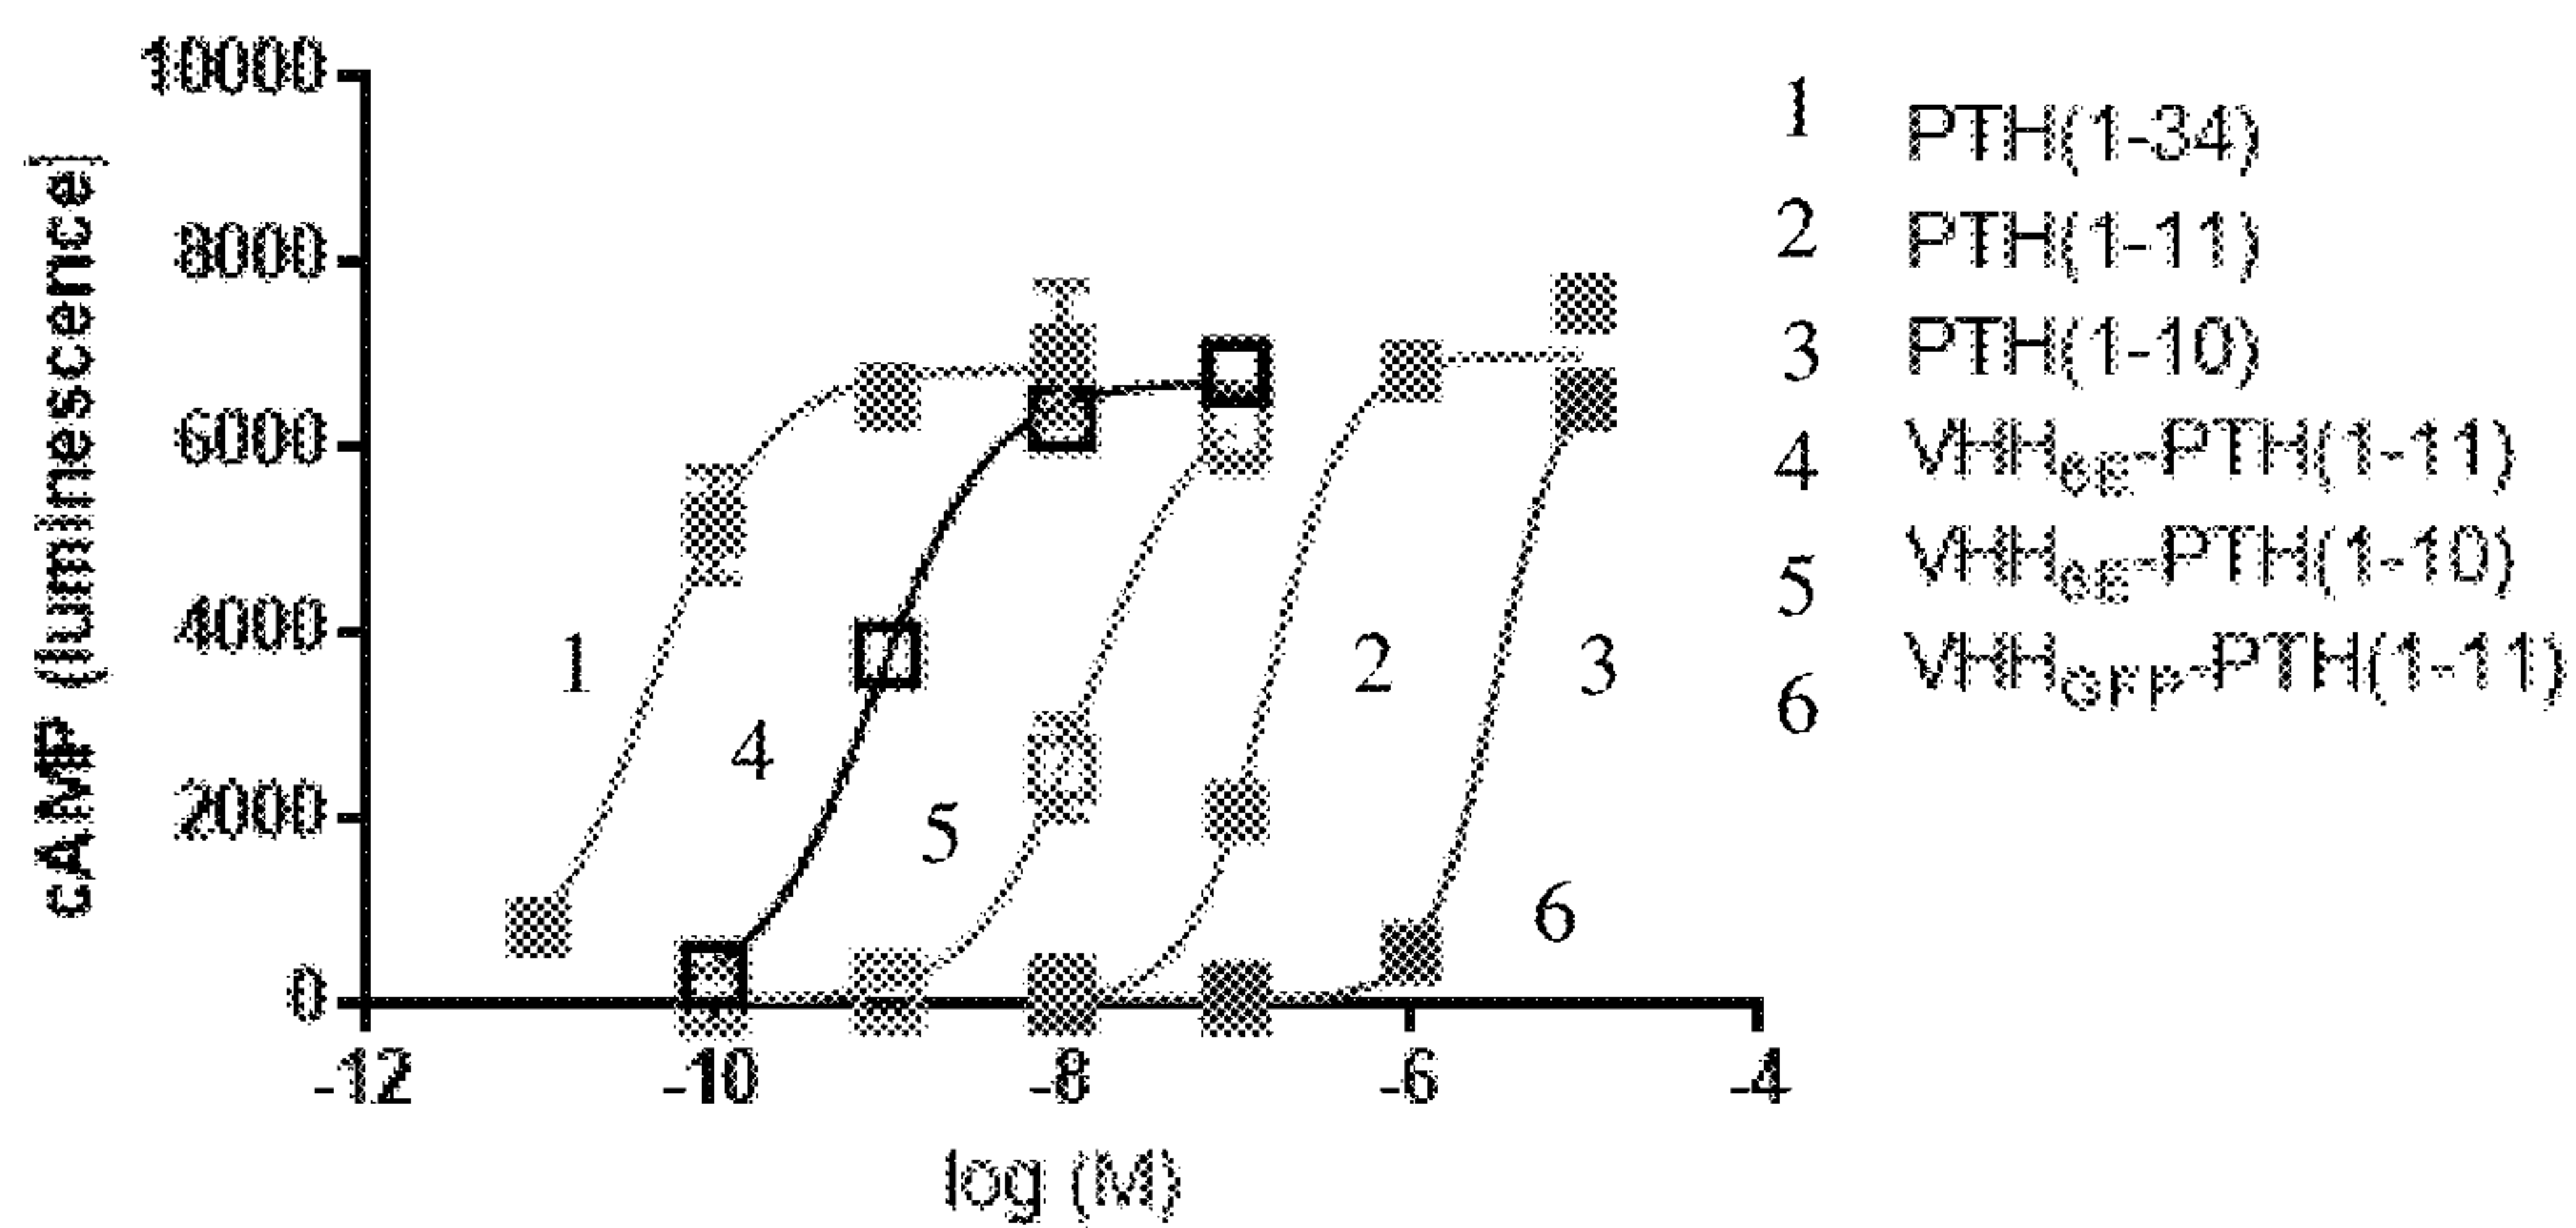 10000
8000
6000
4000
2000
0
cAMP (luminescence)
-12
-10
-8
-6
-4
log (M)
1
4
5
2
3
6
1 PTH(1-34)
2 PTH(1-11)
3 PTH(1-10)
4 VHH6E-PTH(1-11)
5 VHH6E-PTH(1-10)
6 VHHGFP-PTH(1-11)